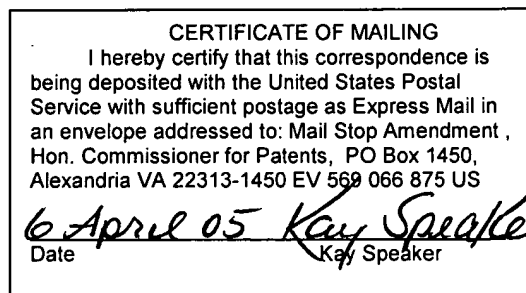 CERTIFICATE OF MAILING
I hereby certify that this correspondence is
being deposited with the United States Postal
Service with sufficient postage as Express Mail in
an envelope addressed to: Mail Stop Amendment ,
Hon. Commissioner for Patents, PO Box 1450,
Alexandria VA 22313-1450 EV 569 066 875 US
6 April 05 Kay Speake
Date Kay Speaker